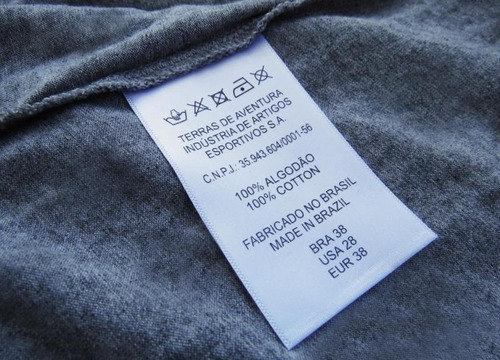 TERRAS DE AVENTURA
INDÚSTRIA DE ARTIGOS
ESPORTIVOS S.A.
C.N.P.J.: 35.943.604/0001-56
100% ALGODÃO
100% COTTON
FABRICADO NO BRASIL
MADE IN BRAZIL
BRA 38
USA 28
EUR 38